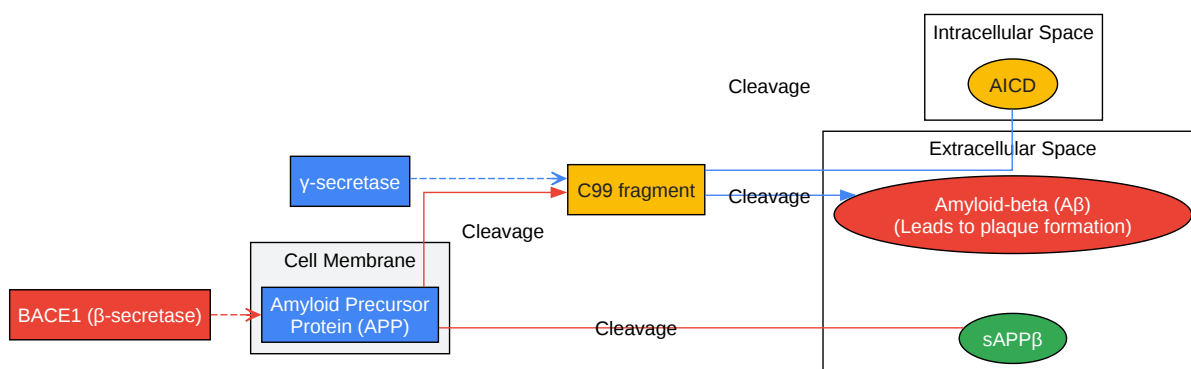 Intracellular Space
AICD
Cleavage
Extracellular Space
γ-secretase
C99 fragment
Cleavage
Amyloid-beta (Aβ)
(Leads to plaque formation)
Cleavage
Cell Membrane
BACE1 (β-secretase)
Amyloid Precursor
Protein (APP)
Cleavage
sAPPβ